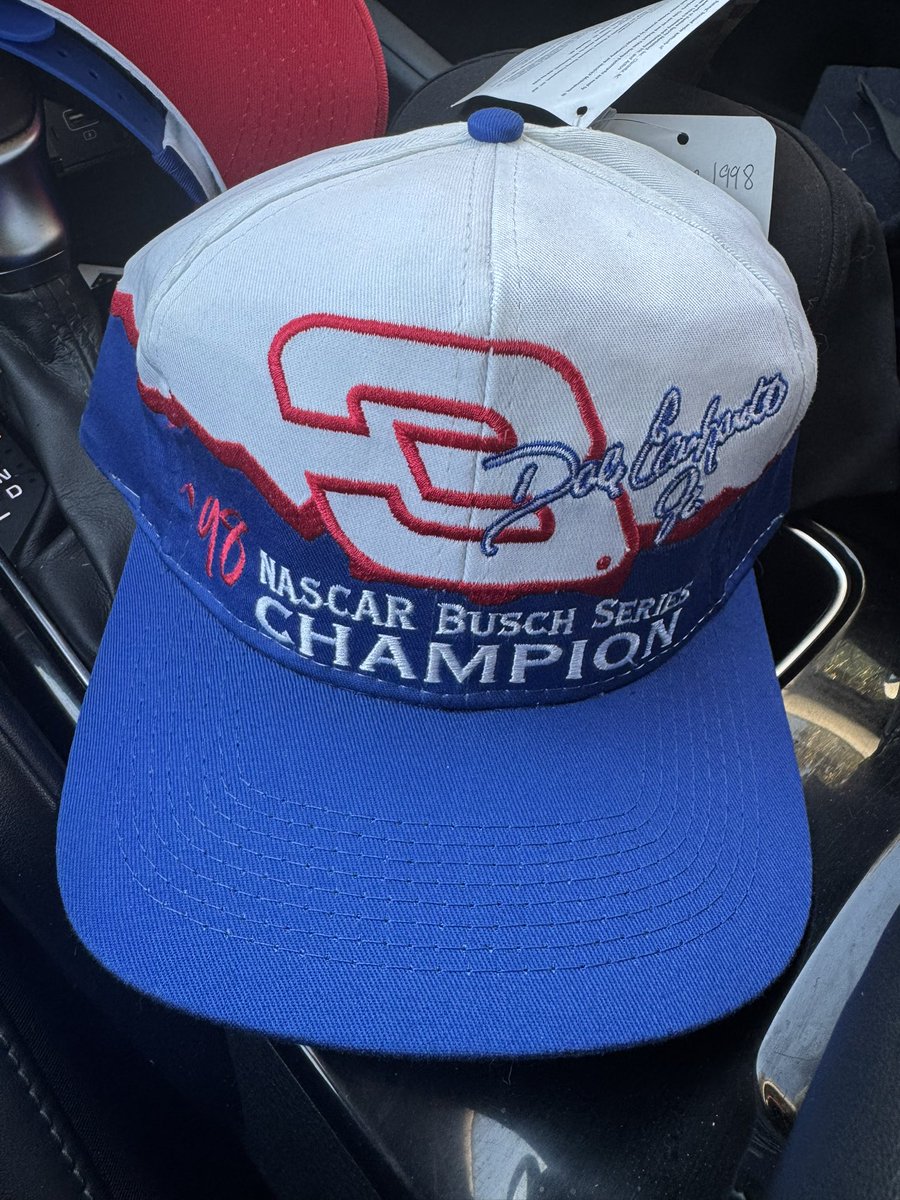 1998
3
Dale Earnhardt Jr.
'98
NASCAR BUSCH SERIES
CHAMPION